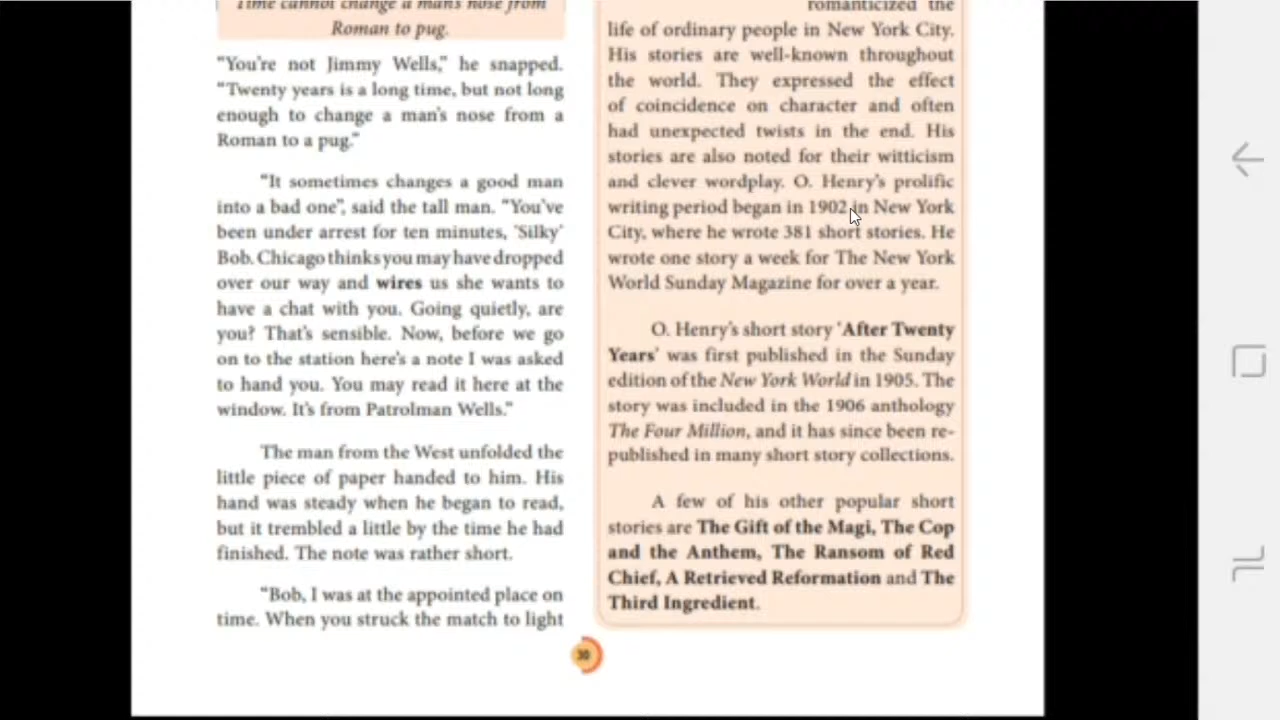 Time cannot change a man's nose from
Roman to pug.
“You're not Jimmy Wells,” he snapped.
“Twenty years is a long time, but not long
enough to change a man's nose from a
Roman to a pug.”
“It sometimes changes a good man
into a bad one”, said the tall man. “You've
been under arrest for ten minutes, ‘Silky’
Bob. Chicago thinks you may have dropped
over our way and wires us she wants to
have a chat with you. Going quietly, are
you? That's sensible. Now, before we go
on to the station here's a note I was asked
to hand you. You may read it here at the
window. It's from Patrolman Wells.”
The man from the West unfolded the
little piece of paper handed to him. His
hand was steady when he began to read,
but it trembled a little by the time he had
finished. The note was rather short.
“Bob, I was at the appointed place on
time. When you struck the match to light
romanticized the
life of ordinary people in New York City.
His stories are well-known throughout
the world. They expressed the effect
of coincidence on character and often
had unexpected twists in the end. His
stories are also noted for their witticism
and clever wordplay. O. Henry's prolific
writing period began in 1902 in New York
City, where he wrote 381 short stories. He
wrote one story a week for The New York
World Sunday Magazine for over a year.
O. Henry's short story ‘After Twenty
Years’ was first published in the Sunday
edition of the New York World in 1905. The
story was included in the 1906 anthology
The Four Million, and it has since been re-
published in many short story collections.
A few of his other popular short
stories are The Gift of the Magi, The Cop
and the Anthem, The Ransom of Red
Chief, A Retrieved Reformation and The
Third Ingredient.
30